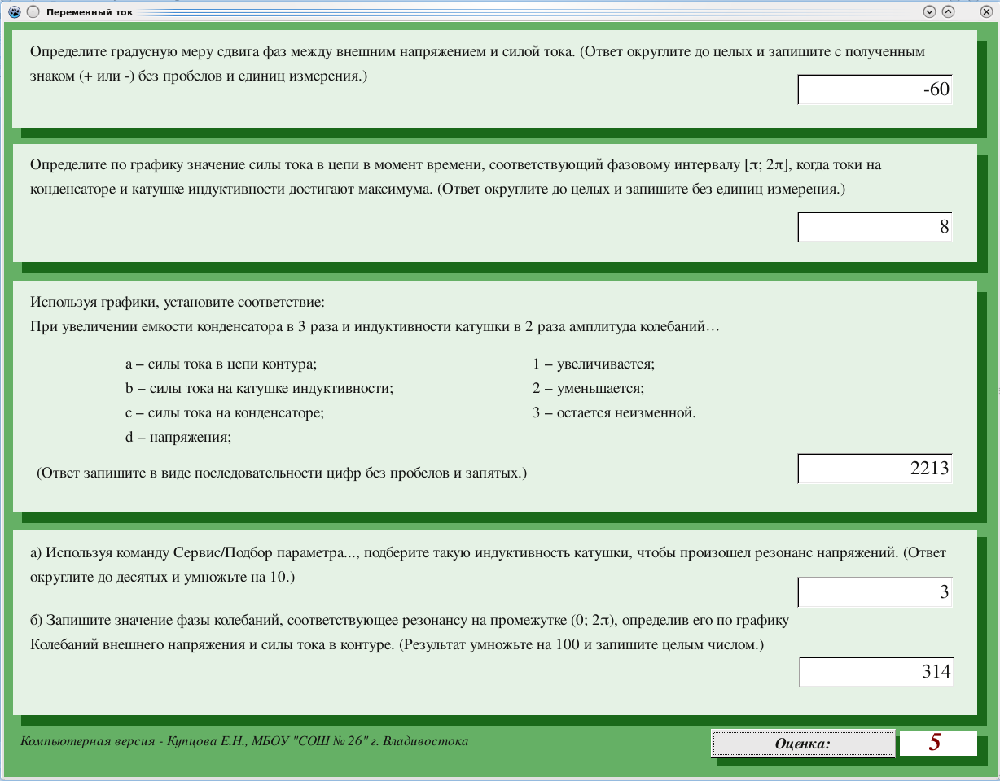 Переменный ток
Определите градусную меру сдвига фаз между внешним напряжением и силой тока. (Ответ округлите до целых и запишите с полученным
знаком (+ или -) без пробелов и единиц измерения.)
-60
Определите по графику значение силы тока в цепи в момент времени, соответствующий фазовому интервалу [π; 2π], когда токи на
конденсаторе и катушке индуктивности достигают максимума. (Ответ округлите до целых и запишите без единиц измерения.)
8
Используя графики, установите соответствие:
При увеличении емкости конденсатора в 3 раза и индуктивности катушки в 2 раза амплитуда колебаний…
a – силы тока в цепи контура;
1 – увеличивается;
b – силы тока на катушке индуктивности;
2 – уменьшается;
c – силы тока на конденсаторе;
3 – остается неизменной.
d – напряжения;
(Ответ запишите в виде последовательности цифр без пробелов и запятых.)
2213
а) Используя команду Сервис/Подбор параметра..., подберите такую индуктивность катушки, чтобы произошел резонанс напряжений. (Ответ
округлите до десятых и умножьте на 10.)
3
б) Запишите значение фазы колебаний, соответствующее резонансу на промежутке (0; 2π), определив его по графику
Колебаний внешнего напряжения и силы тока в контуре. (Результат умножьте на 100 и запишите целым числом.)
314
Компьютерная версия - Купцова Е.Н., МБОУ "СОШ № 26" г. Владивостока
Оценка:
5